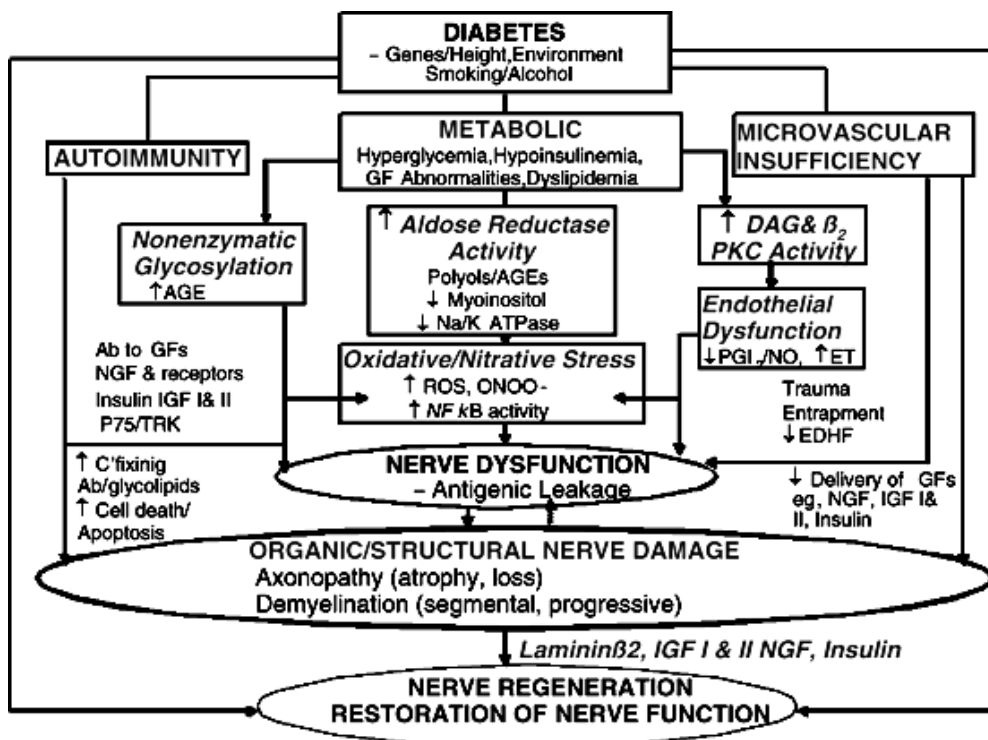 DIABETES
– Genes/Height,Environment
Smoking/Alcohol
AUTOIMMUNITY
METABOLIC
Hyperglycemia,Hypoinsulinemia,
GF Abnormalities,Dyslipidemia
MICROVASCULAR
INSUFFICIENCY
Nonenzymatic
Glycosylation
↑AGE
↑ Aldose Reductase
Activity
Polyols/AGEs
↓ Myoinositol
↓ Na/K ATPase
↑ DAG& ß₂
PKC Activity
Endothelial
Dysfunction
↓PGI₂/NO, ↑ET
Oxidative/Nitrative Stress
↑ ROS, ONOO-
↑ NF kB activity
Ab to GFs
NGF & receptors
Insulin IGF I& II
P75/TRK
Trauma
Entrapment
↓EDHF
↑ C'fixinig
Ab/glycolipids
↑ Cell death/
Apoptosis
NERVE DYSFUNCTION
– Antigenic Leakage
↓ Delivery of GFs
eg, NGF, IGF I&
II, Insulin
ORGANIC/STRUCTURAL NERVE DAMAGE
Axonopathy (atrophy, loss)
Demyelination (segmental, progressive)
Lamininß2, IGF I & II NGF, Insulin
NERVE REGENERATION
RESTORATION OF NERVE FUNCTION